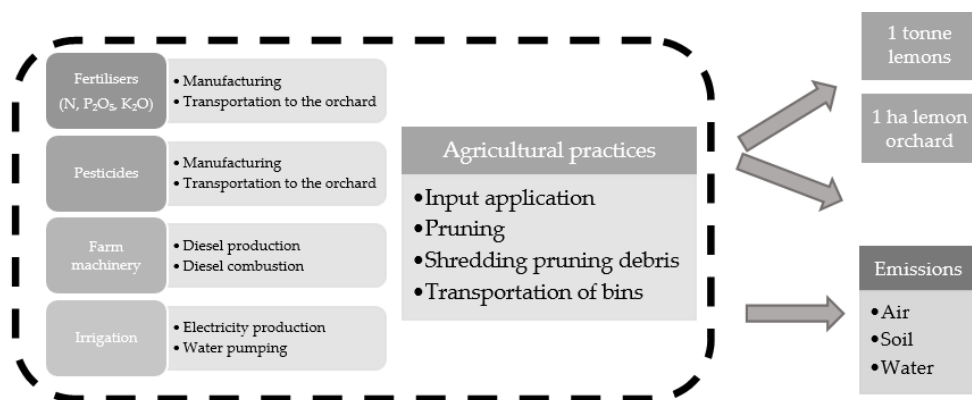 Fertilisers
(N, P₂O₅, K₂O)
• Manufacturing
• Transportation to the orchard
Pesticides
• Manufacturing
• Transportation to the orchard
Farm
machinery
• Diesel production
• Diesel combustion
Irrigation
• Electricity production
• Water pumping
Agricultural practices
•Input application
•Pruning
•Shredding pruning debris
•Transportation of bins
1 tonne
lemons
1 ha lemon
orchard
Emissions
•Air
•Soil
•Water